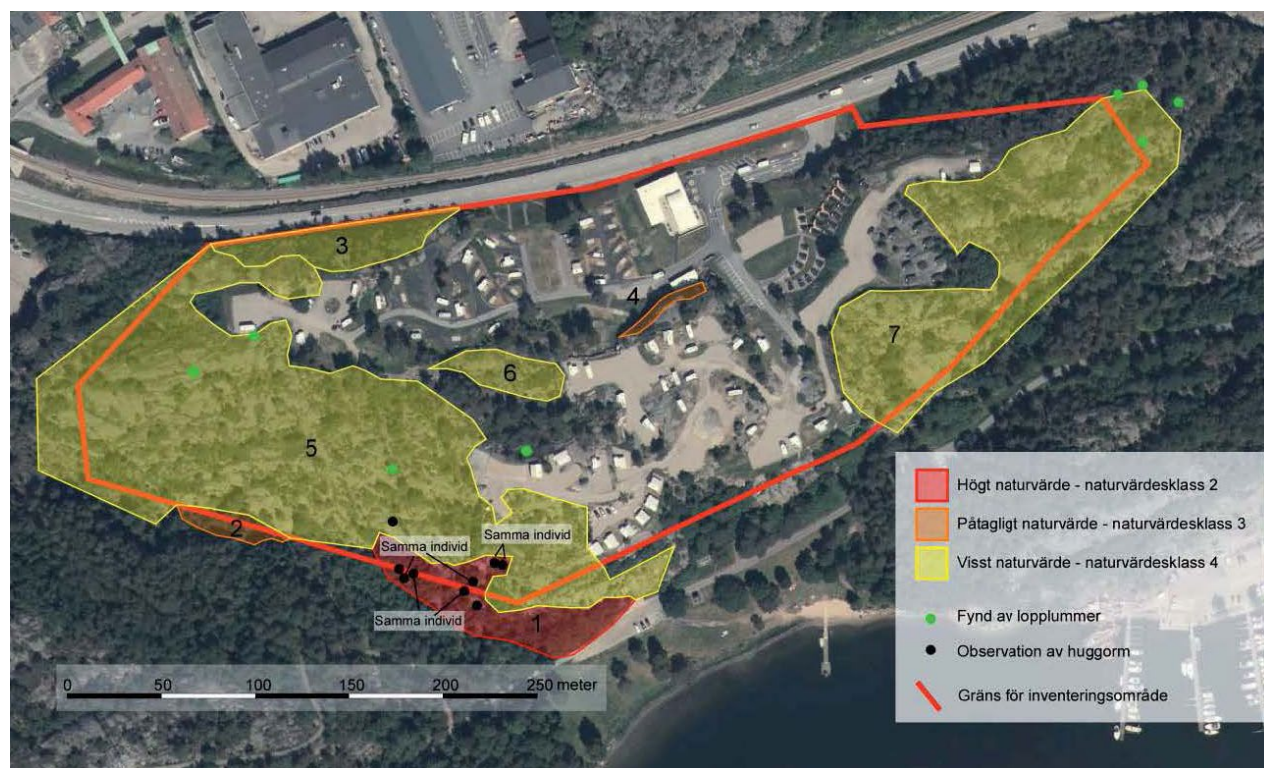 3
4
6
7
5
2
Samma individ
Samma individ
Samma individ
1
0 50 100 150 200 250 meter
Högt naturvärde - naturvärdesklass 2
Påtagligt naturvärde - naturvärdesklass 3
Visst naturvärde - naturvärdesklass 4
Fynd av lopplummer
Observation av huggorm
Gräns för inventeringsområde